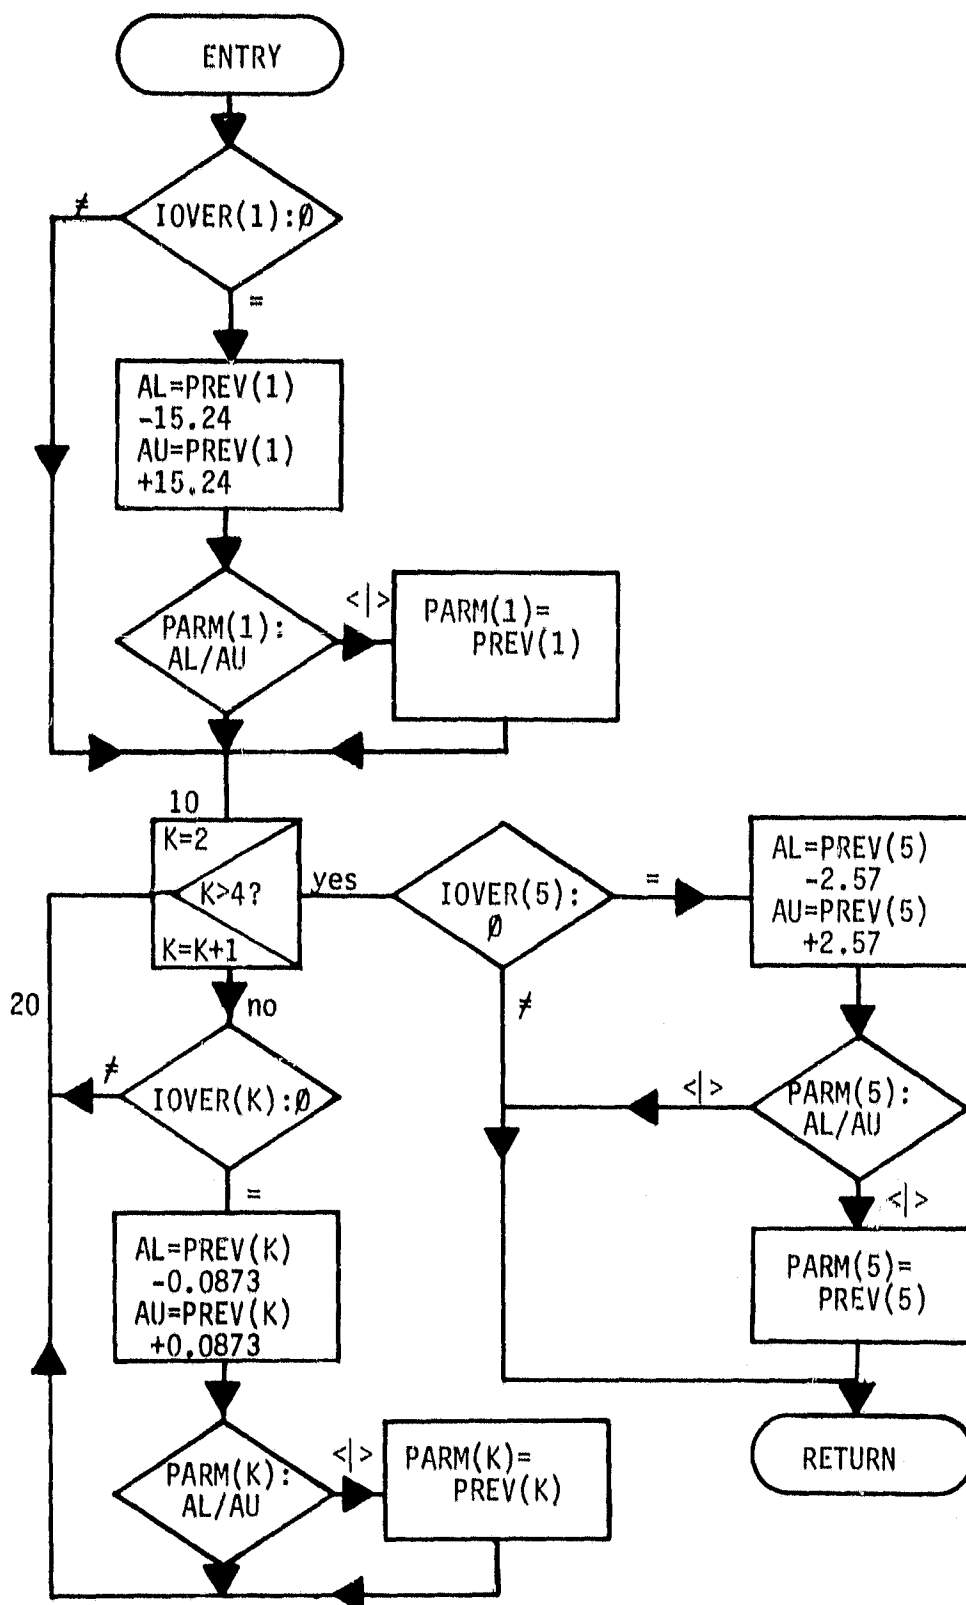 ENTRY
≠
IOVER(1):Ø
=
AL=PREV(1)
-15.24
AU=PREV(1)
+15.24
PARM(1):
AL/AU
<|>
PARM(1)=
PREV(1)
10
K=2
K>4?
K=K+1
yes
no
20
≠
IOVER(K):Ø
=
AL=PREV(K)
-0.0873
AU=PREV(K)
+0.0873
PARM(K):
AL/AU
<|>
PARM(K)=
PREV(K)
IOVER(5):
Ø
=
≠
AL=PREV(5)
-2.57
AU=PREV(5)
+2.57
<|>
PARM(5):
AL/AU
<|>
PARM(5)=
PREV(5)
RETURN